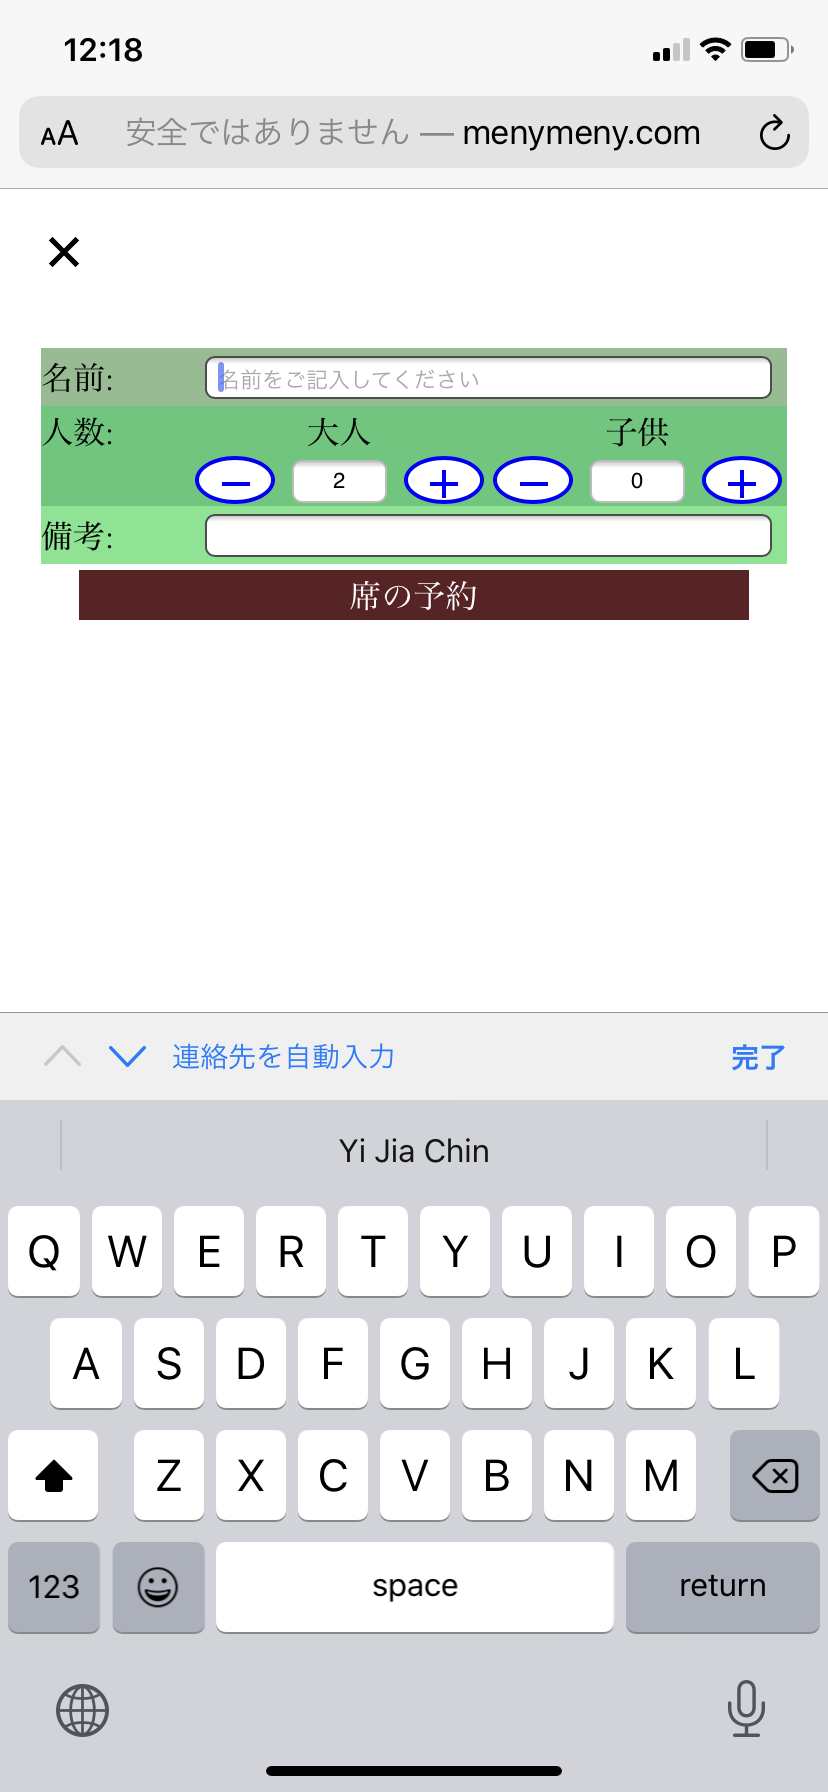 12:18
AA 安全ではありません — menymeny.com
名前: 名前をご記入してください
人数: 大人 子供
2 0
備考:
席の予約
連絡先を自動入力 完了
Yi Jia Chin
Q W E R T Y U I O P
A S D F G H J K L
Z X C V B N M
123 space return